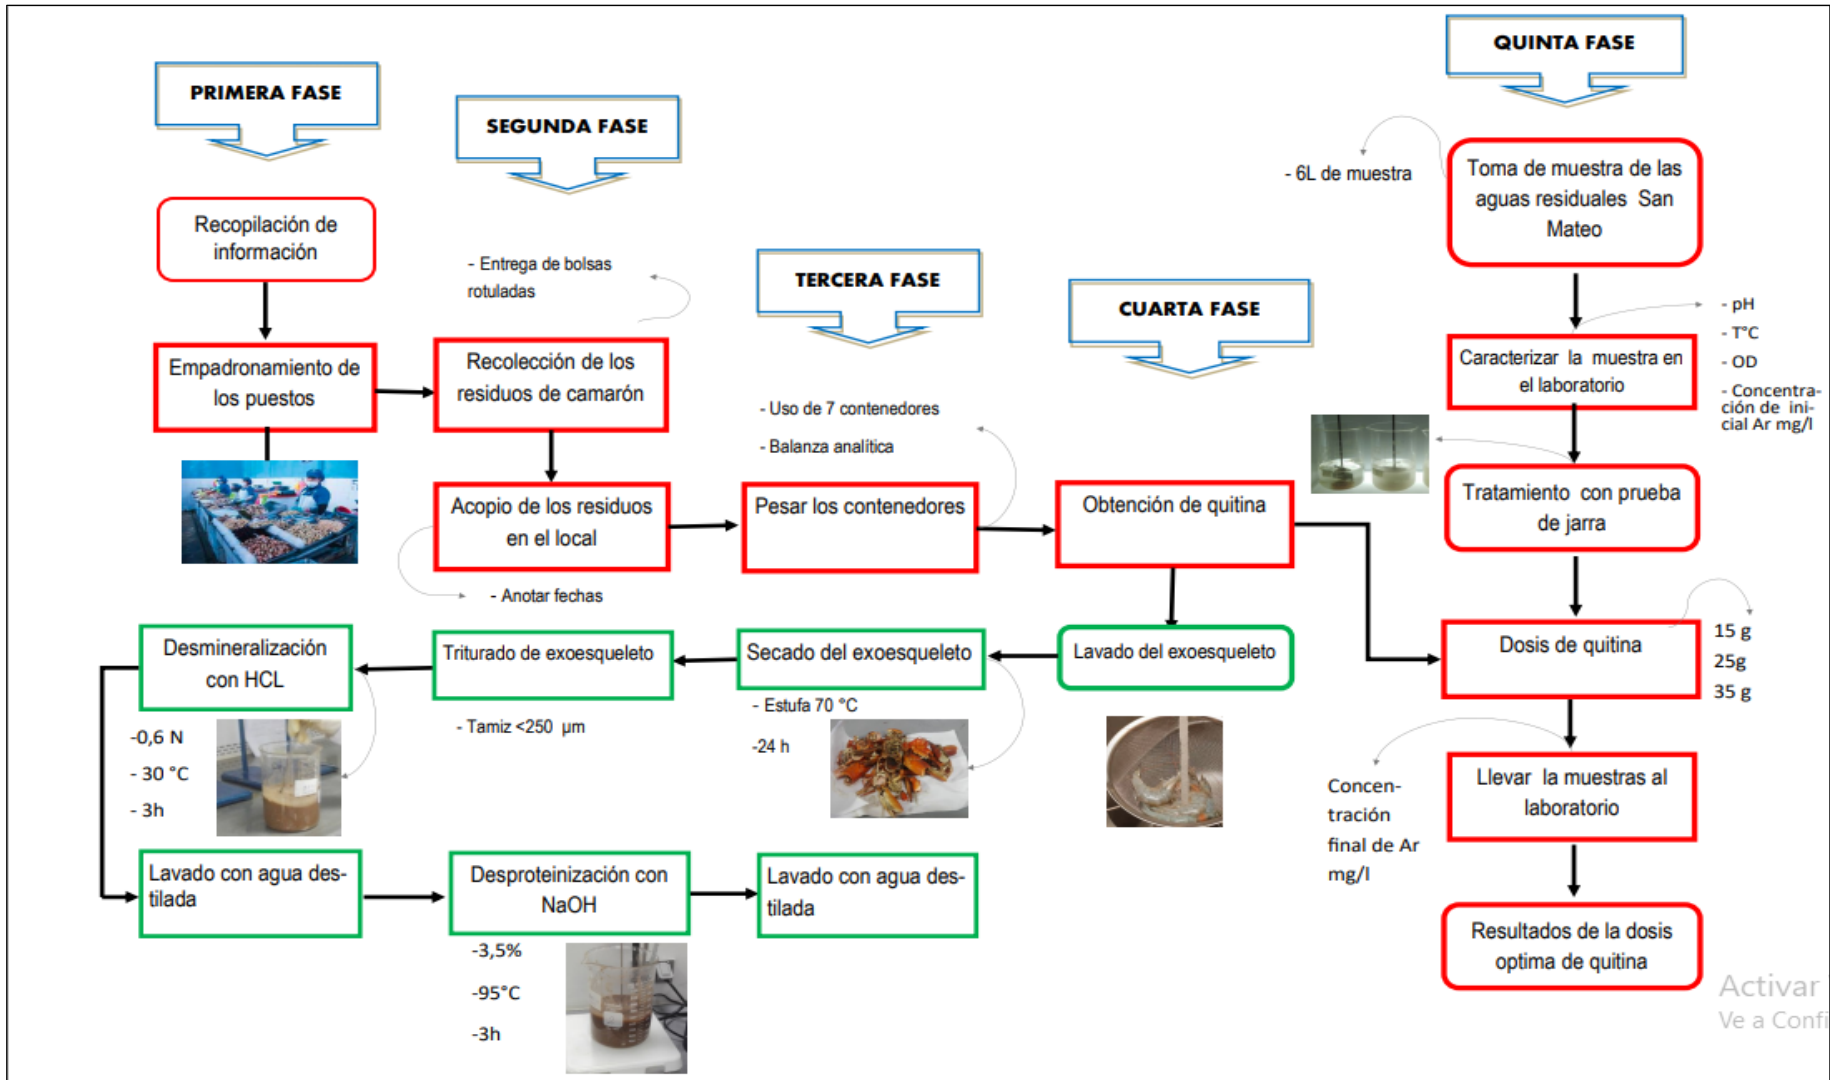 PRIMERA FASE
Recopilación de
información
Empadronamiento de
los puestos
SEGUNDA FASE
- Entrega de bolsas
rotuladas
Recolección de los
residuos de camarón
Acopio de los residuos
en el local
- Anotar fechas
TERCERA FASE
- Uso de 7 contenedores
- Balanza analítica
Pesar los contenedores
CUARTA FASE
Obtención de quitina
Lavado del exoesqueleto
Secado del exoesqueleto
- Estufa 70 °C
-24 h
Triturado de exoesqueleto
- Tamiz <250 µm
Desmineralización
con HCL
-0,6 N
- 30 °C
- 3h
Lavado con agua des-
tilada
Desproteinización con
NaOH
-3,5%
-95°C
-3h
Lavado con agua des-
tilada
QUINTA FASE
- 6L de muestra
Toma de muestra de las
aguas residuales San
Mateo
- pH
- T°C
- OD
- Concentra-
ción de ini-
cial Ar mg/l
Caracterizar la muestra en
el laboratorio
Tratamiento con prueba
de jarra
Dosis de quitina
15 g
25g
35 g
Concen-
tración
final de Ar
mg/l
Llevar la muestras al
laboratorio
Resultados de la dosis
optima de quitina
Activar
Ve a Confi